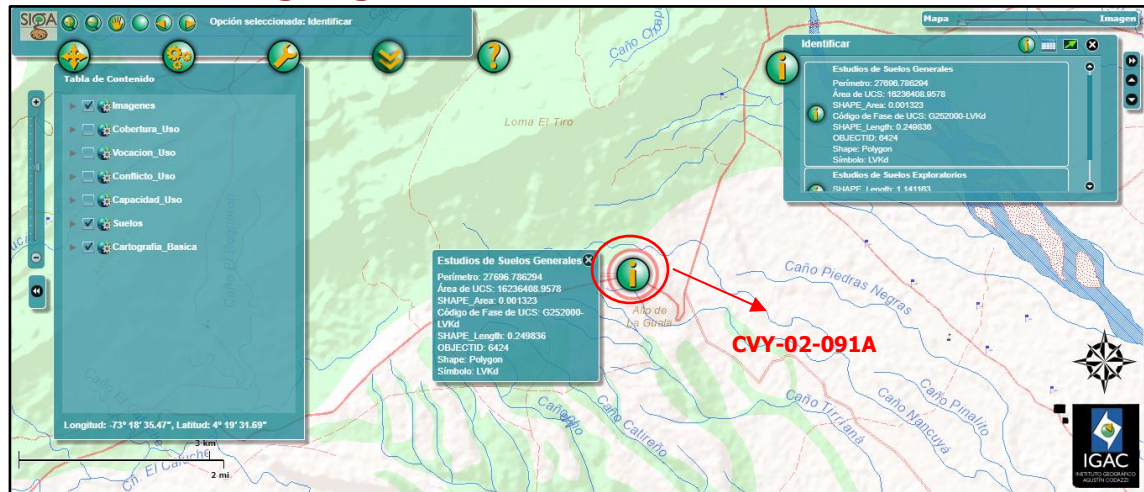 SIGA
Opción seleccionada: Identificar
Mapa
Imagen
Tabla de Contenido
Imagenes
Cobertura_Uso
Vocacion_Uso
Conflicto_Uso
Capacidad_Uso
Suelos
Cartografia_Basica
Longitud: -73° 18' 35.47", Latitud: 4° 19' 31.69"
3 km
2 mi
Identificar
Estudios de Suelos Generales
Perímetro: 27696.786294
Área de UCS: 16236408.9578
SHAPE_Area: 0.001323
Código de Fase de UCS: G252000-LVKd
SHAPE_Length: 0.249836
OBJECTID: 6424
Shape: Polygon
Símbolo: LVKd
Estudios de Suelos Exploratorios
SHAPE_Length: 1.141163
Estudios de Suelos Generales
Perímetro: 27696.786294
Área de UCS: 16236408.9578
SHAPE_Area: 0.001323
Código de Fase de UCS: G252000-
LVKd
SHAPE_Length: 0.249836
OBJECTID: 6424
Shape: Polygon
Símbolo: LVKd
CVY-02-091A
Loma El Tiro
Alto de
La Guala
Caño Piedras Negras
Caño Tirriana
Caño Nancuya
Caño Pinalito
Caño Catireño
IGAC
INSTITUTO GEOGRÁFICO
AGUSTÍN CODAZZI